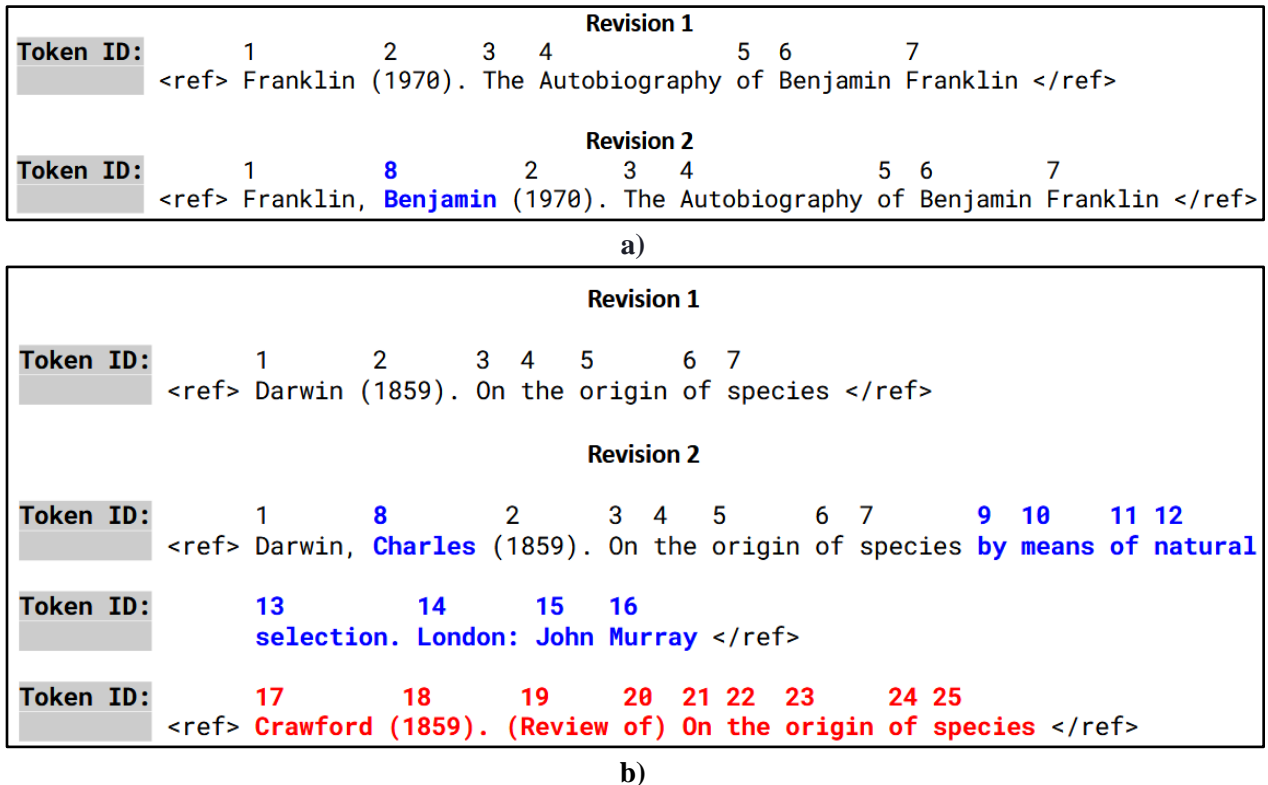 Revision 1
Token ID: 1 2 3 4 5 6 7
<ref> Franklin (1970). The Autobiography of Benjamin Franklin </ref>
Revision 2
Token ID: 1 8 2 3 4 5 6 7
<ref> Franklin, Benjamin (1970). The Autobiography of Benjamin Franklin </ref>
a)
Revision 1
Token ID: 1 2 3 4 5 6 7
<ref> Darwin (1859). On the origin of species </ref>
Revision 2
Token ID: 1 8 2 3 4 5 6 7 9 10 11 12
<ref> Darwin, Charles (1859). On the origin of species by means of natural
Token ID: 13 14 15 16
selection. London: John Murray </ref>
Token ID: 17 18 19 20 21 22 23 24 25
<ref> Crawford (1859). (Review of) On the origin of species </ref>
b)